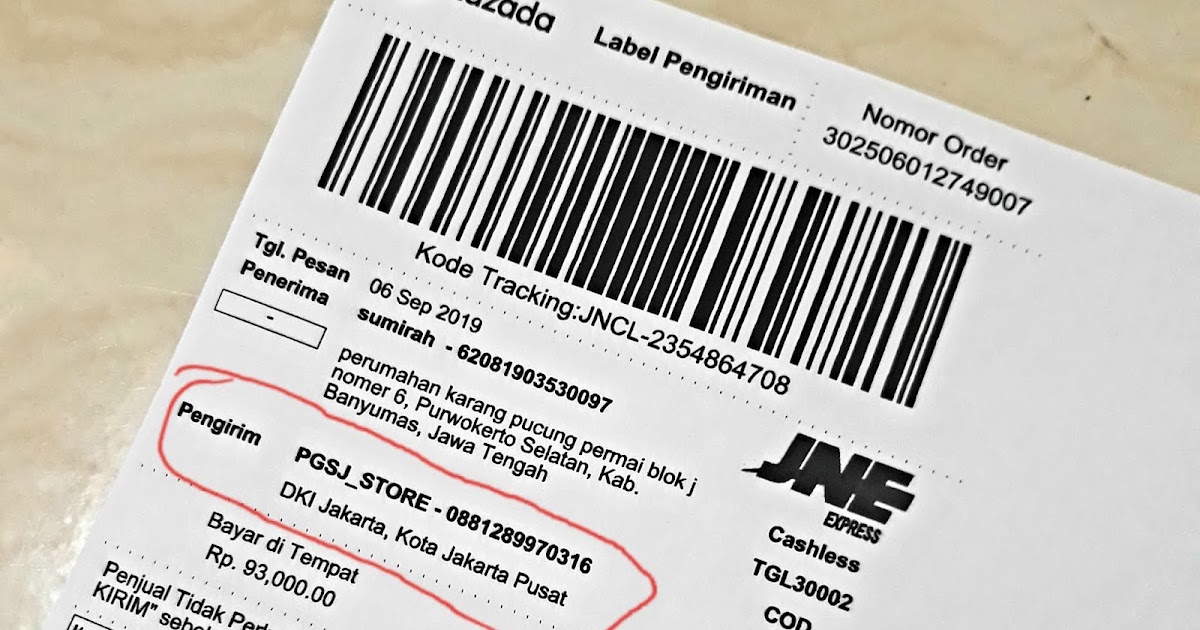 Label Pengiriman
Nomor Order
302506012749007
Kode Tracking:JNCL-2354864708
Tgl. Pesan
06 Sep 2019
Penerima
sumirah - 62081903530097
-
perumahan karang pucung permai blok j
nomer 6, Purwokerto Selatan, Kab.
Banyumas, Jawa Tengah
JNE
EXPRESS
Pengirim
PGSJ_STORE - 0881289970316
DKI Jakarta, Kota Jakarta Pusat
Cashless
TGL30002
COD
Bayar di Tempat
Rp. 93,000.00
Penjual Tidak
KIRIM"